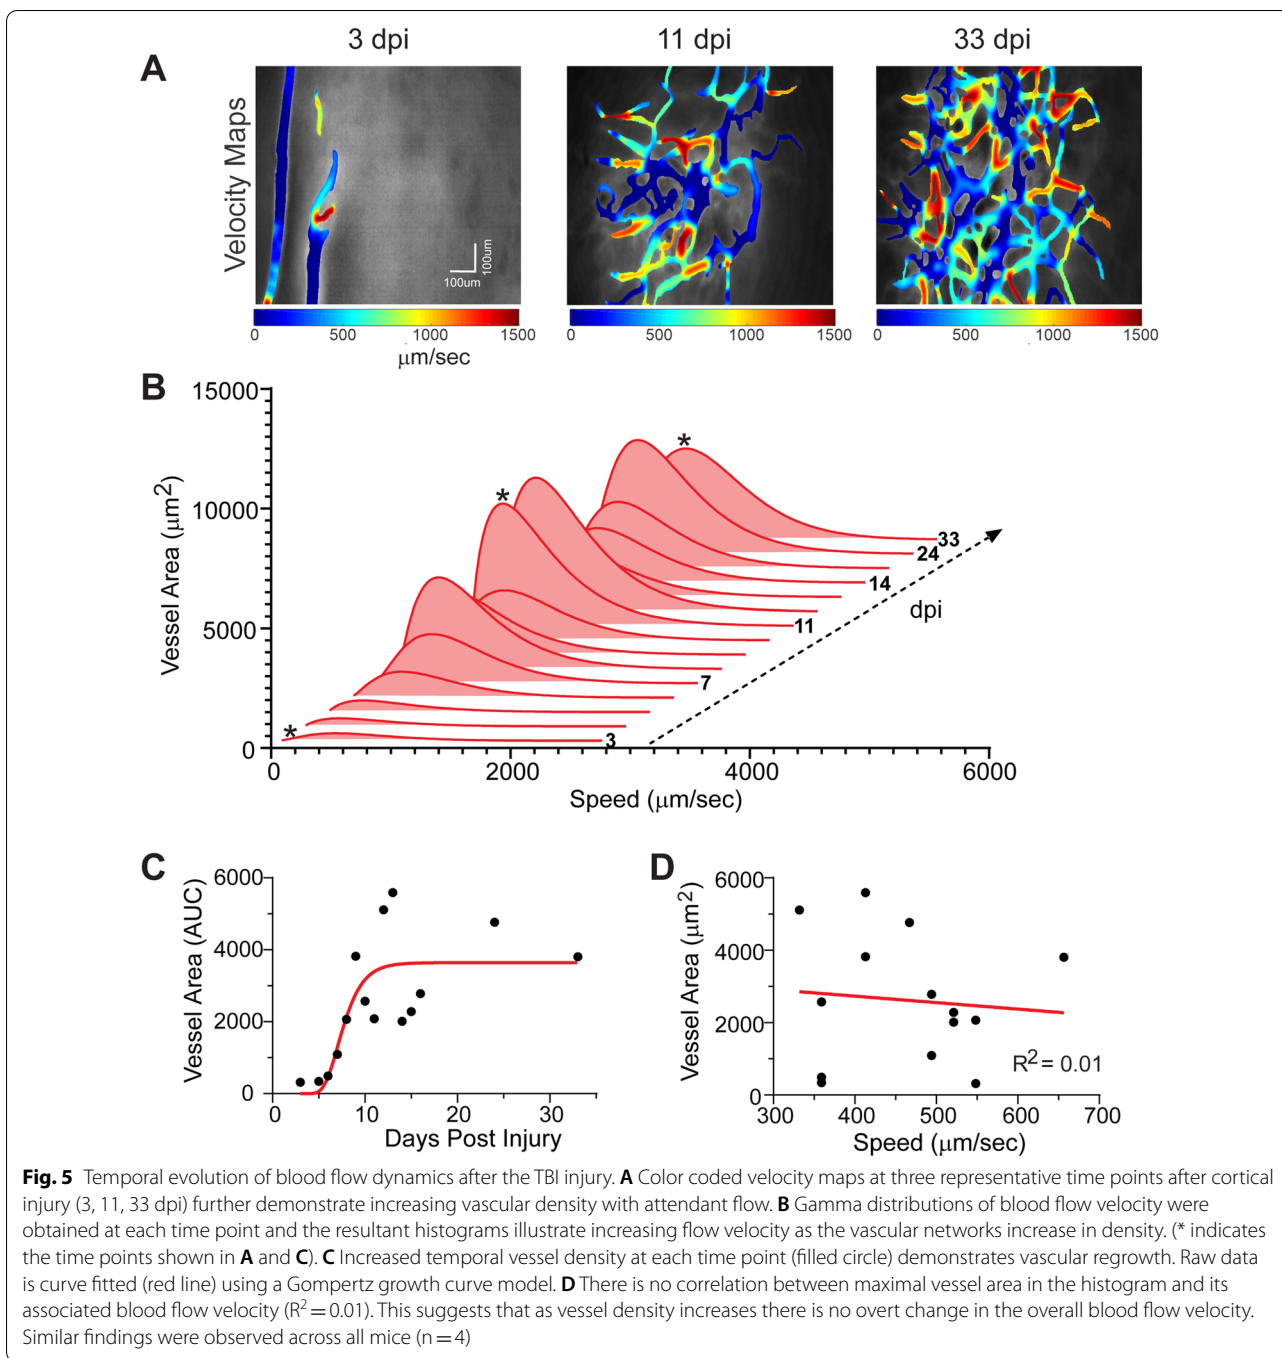 3 dpi
11 dpi
33 dpi
A
Velocity Maps
100um
100um
0 500 1000 1500
μm/sec
0 500 1000 1500
0 500 1000 1500
B
Vessel Area (μm²)
15000
10000
5000
0
*
*
*
33
24
14
11
7
3
dpi
0 2000 4000 6000
Speed (μm/sec)
C
Vessel Area (AUC)
6000
4000
2000
0
0 10 20 30
Days Post Injury
D
Vessel Area (μm²)
6000
4000
2000
0
R² = 0.01
300 400 500 600 700
Speed (μm/sec)
Fig. 5 Temporal evolution of blood flow dynamics after the TBI injury. A Color coded velocity maps at three representative time points after cortical
injury (3, 11, 33 dpi) further demonstrate increasing vascular density with attendant flow. B Gamma distributions of blood flow velocity were
obtained at each time point and the resultant histograms illustrate increasing flow velocity as the vascular networks increase in density. (* indicates
the time points shown in A and C). C Increased temporal vessel density at each time point (filled circle) demonstrates vascular regrowth. Raw data
is curve fitted (red line) using a Gompertz growth curve model. D There is no correlation between maximal vessel area in the histogram and its
associated blood flow velocity (R² = 0.01). This suggests that as vessel density increases there is no overt change in the overall blood flow velocity.
Similar findings were observed across all mice (n = 4)